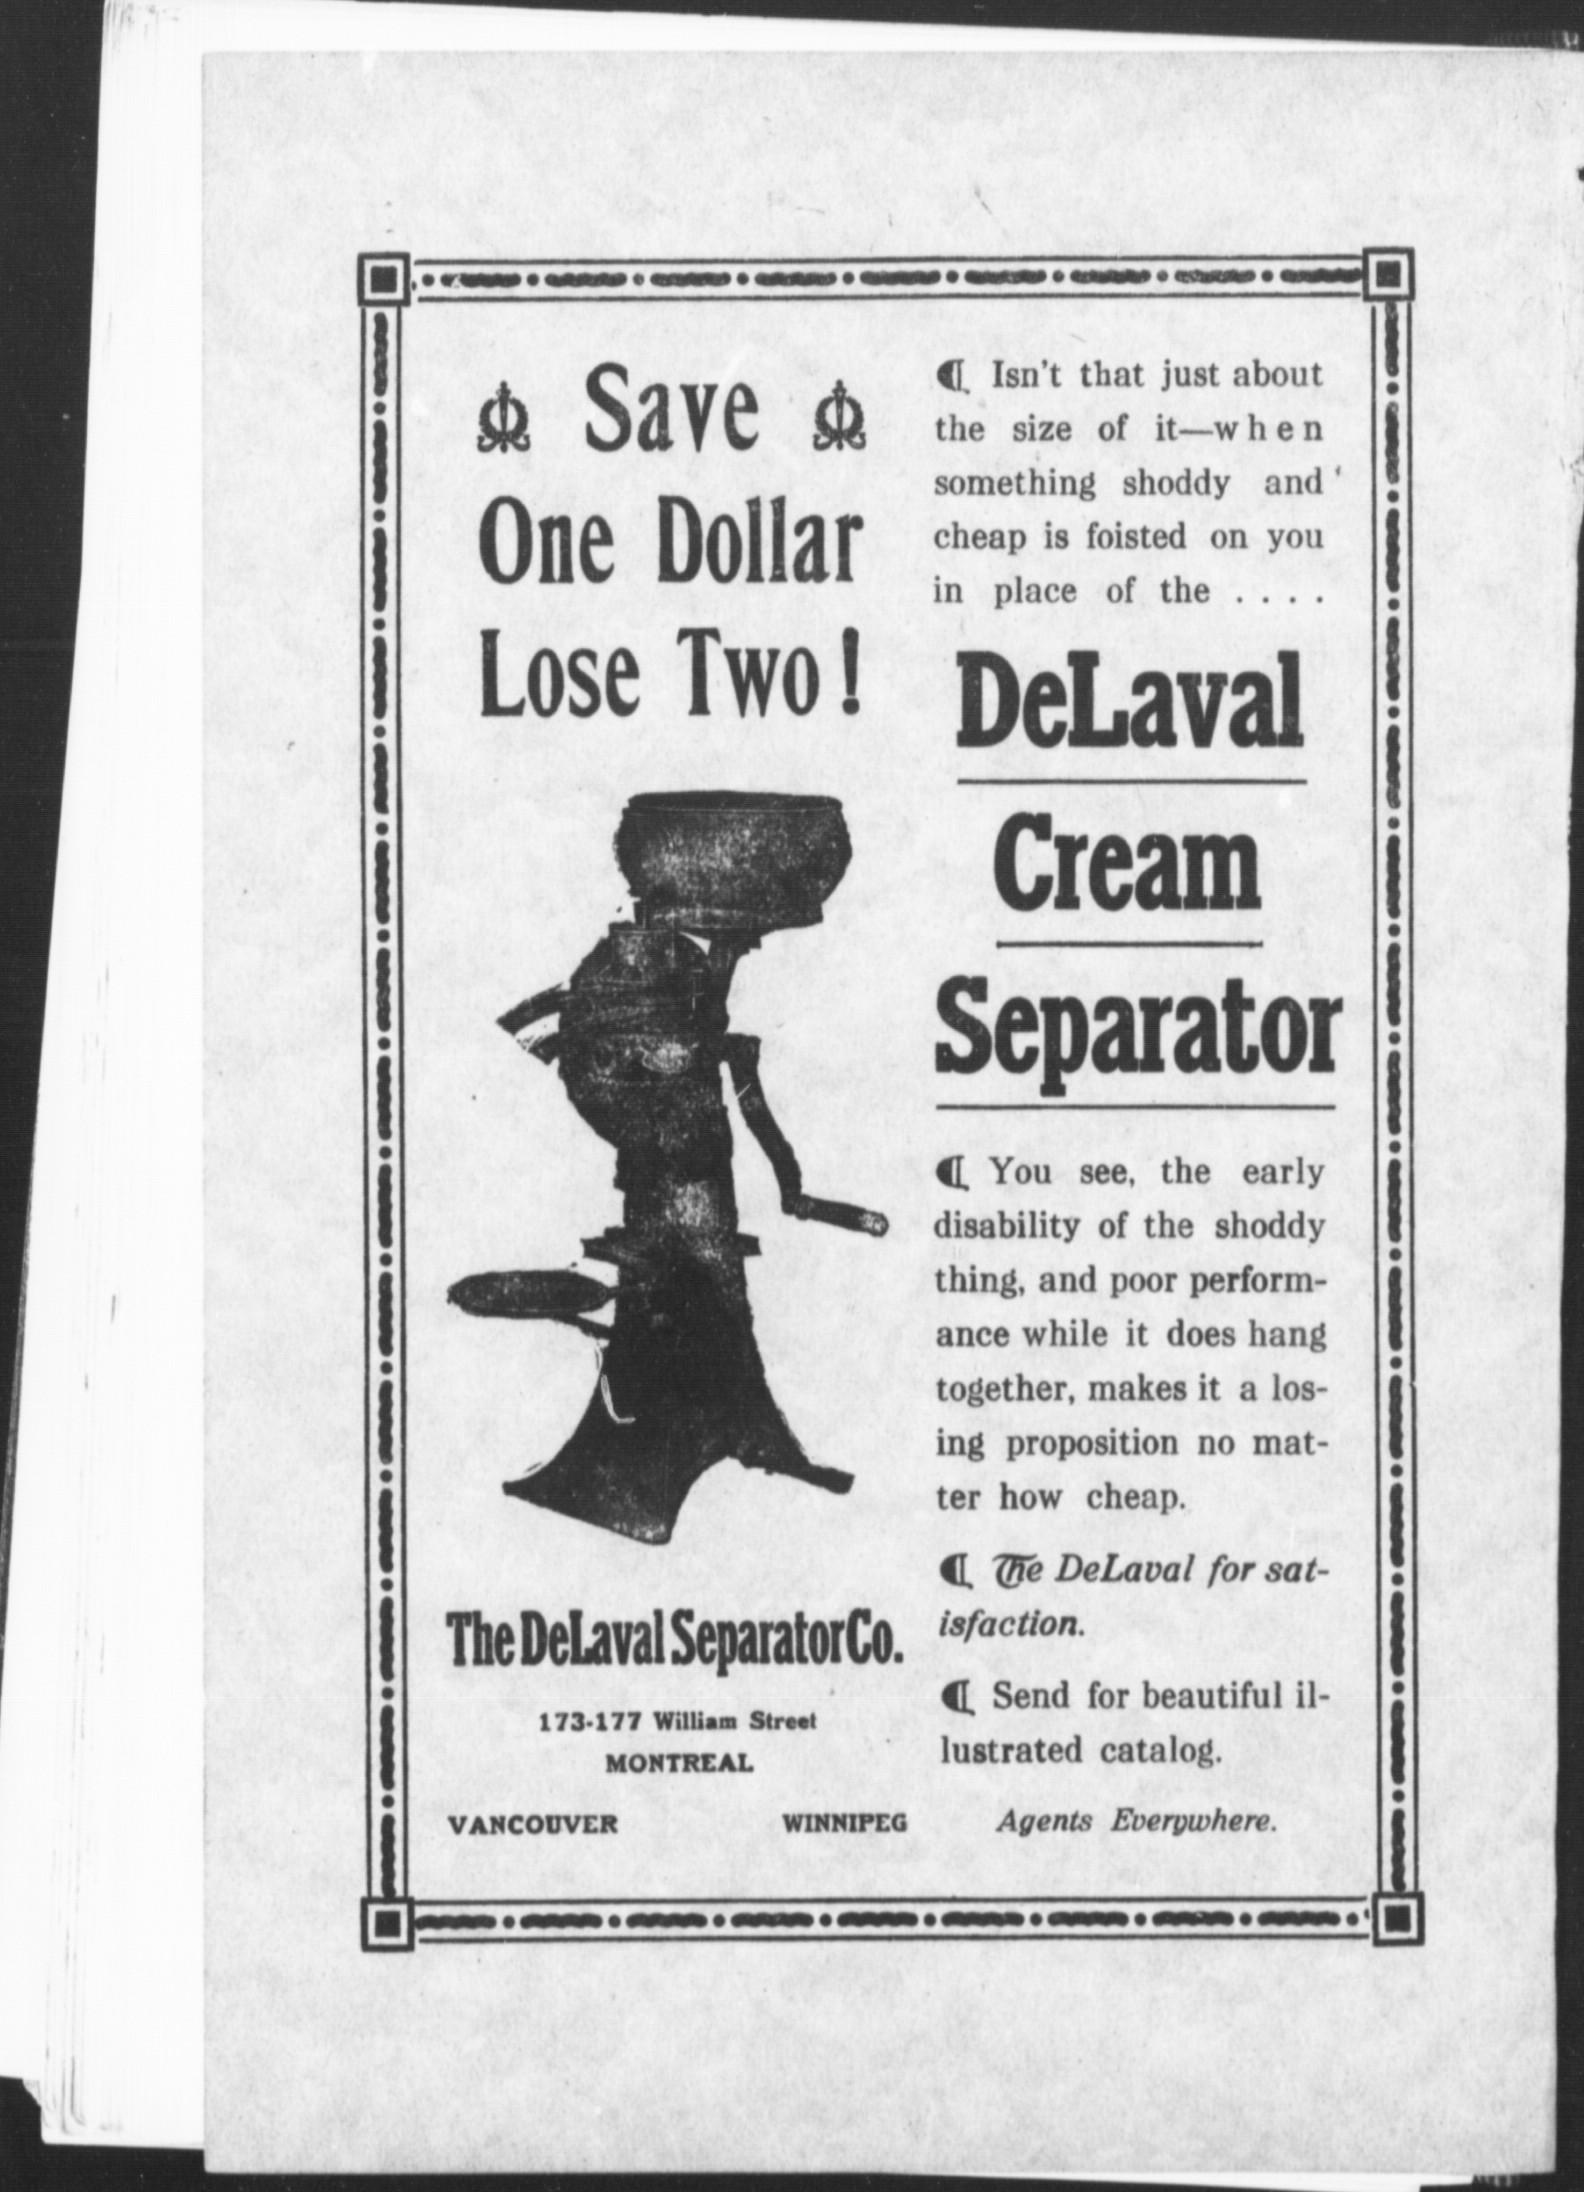 Save
One Dollar
Lose Two!
The DeLaval Separator Co.
173-177 William Street
MONTREAL
VANCOUVER WINNIPEG
¶ Isn't that just about
the size of it—when
something shoddy and
cheap is foisted on you
in place of the ....
DeLaval
Cream
Separator
¶ You see, the early
disability of the shoddy
thing, and poor perform-
ance while it does hang
together, makes it a los-
ing proposition no mat-
ter how cheap.
¶ The DeLaval for sat-
isfaction.
¶ Send for beautiful il-
lustrated catalog.
Agents Everywhere.